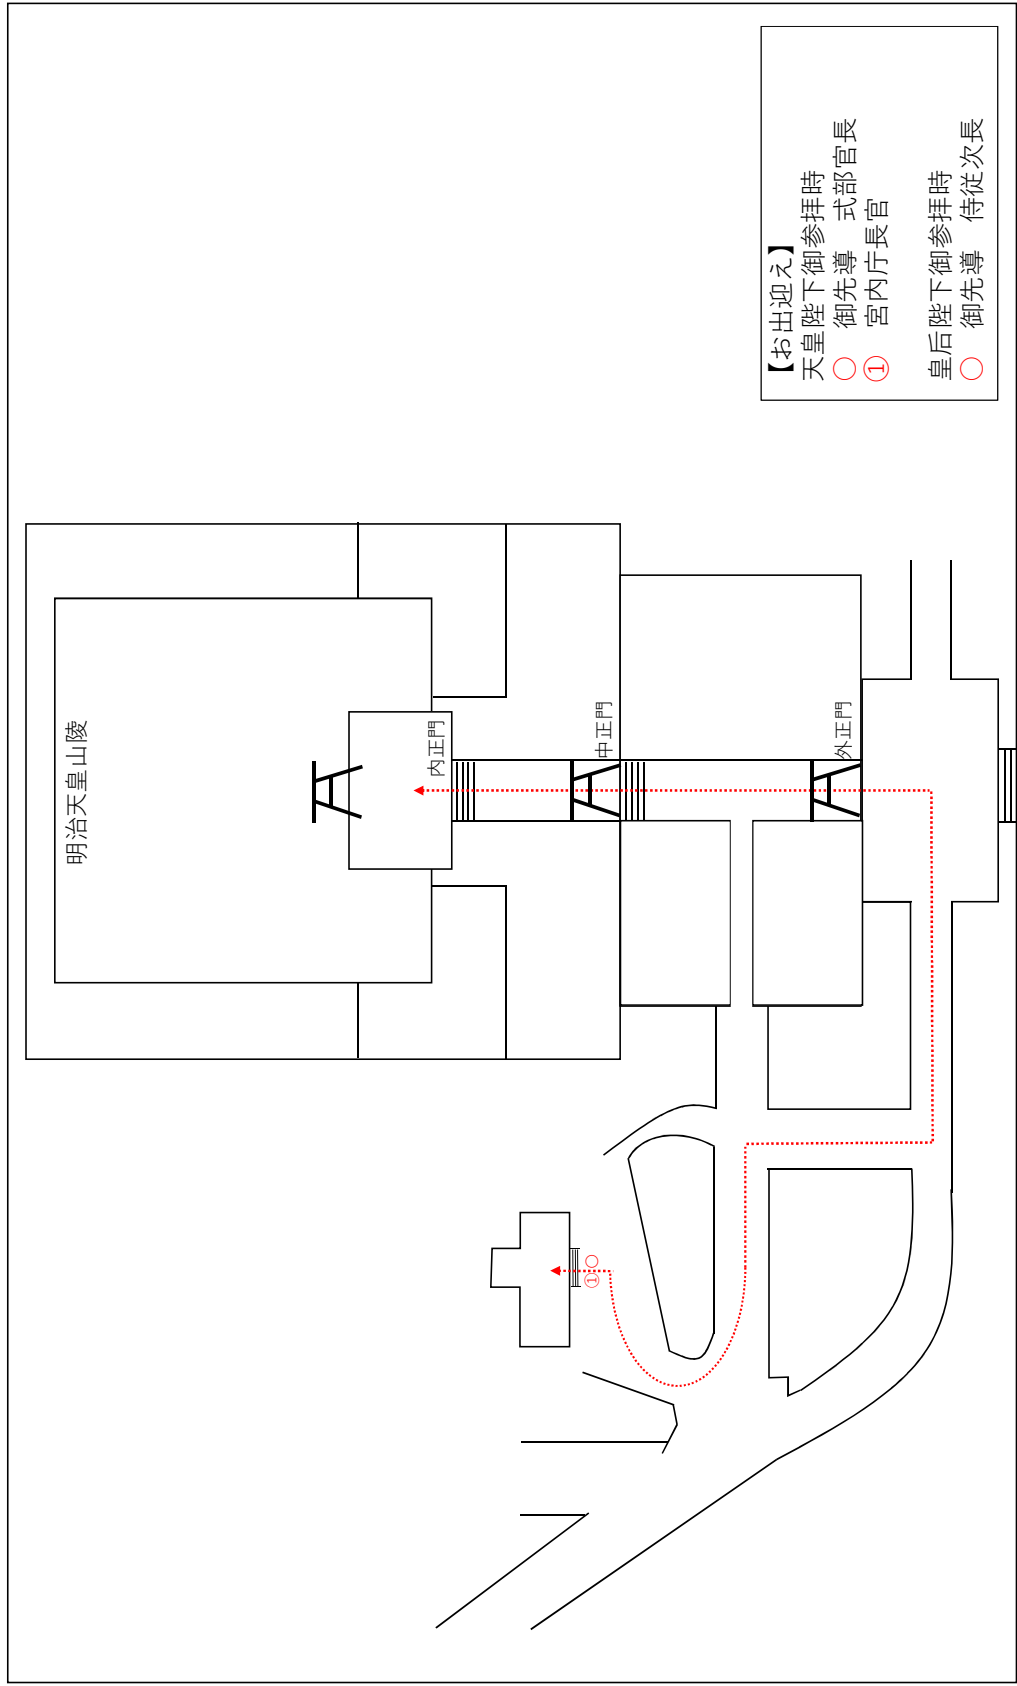 【お出迎え】
天皇陛下御参拝時
○　御先導　式部官長
①　宮内庁長官
皇后陛下御参拝時
○　御先導　侍従次長
明治天皇山陵
内正門
中正門
外正門
①○